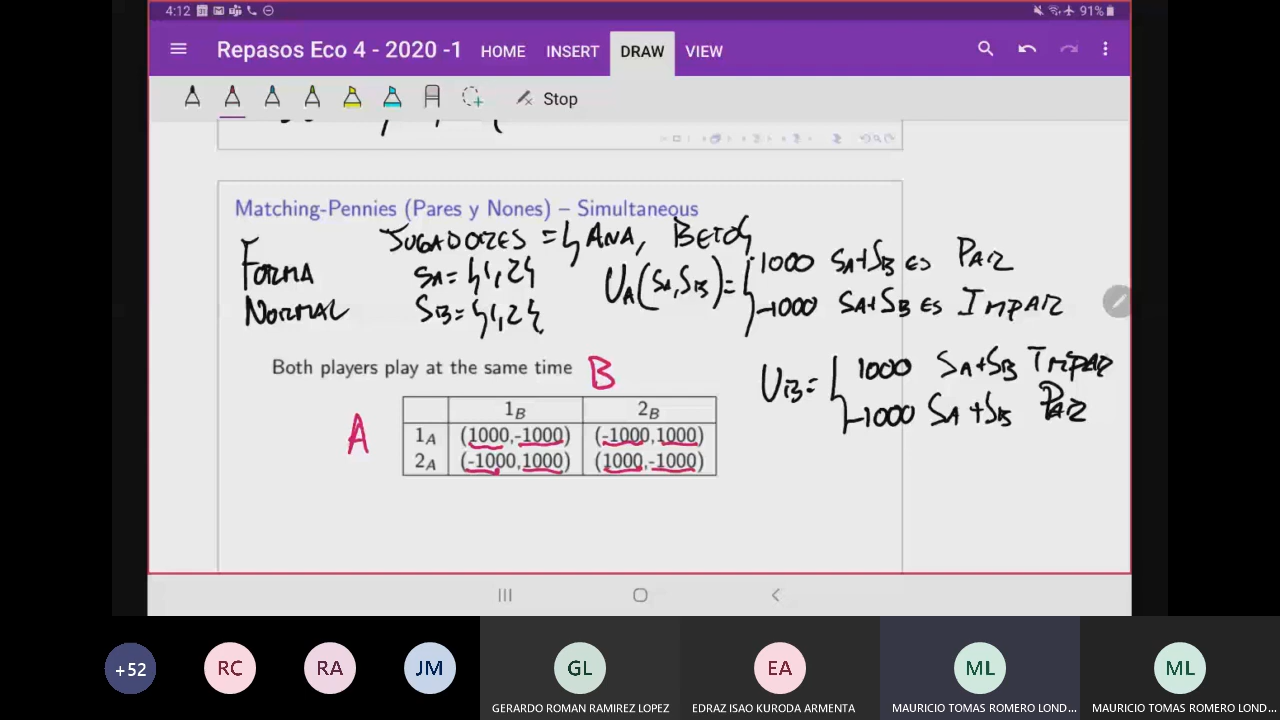 4:12
91%
Repasos Eco 4 - 2020 -1 HOME INSERT DRAW VIEW
Stop
Matching-Pennies (Pares y Nones) – Simultaneous
JUGADORES = { ANA, BETO}
FORMA
NORMAL
SA = {1,2}
SB = {1,2}
UA(SA,SB) = {
1000 SA+SB ES PAR
-1000 SA+SB ES IMPAR
Both players play at the same time B
UB = {
1000 SA+SB IMPAR
-1000 SA+SB PAR
A
1B 2B
1A (1000,-1000) (-1000,1000)
2A (-1000,1000) (1000,-1000)
+52 RC RA JM GL EA ML ML
GERARDO ROMAN RAMIREZ LOPEZ EDRAZ ISAO KURODA ARMENTA MAURICIO TOMAS ROMERO LOND... MAURICIO TOMAS ROMERO LOND...